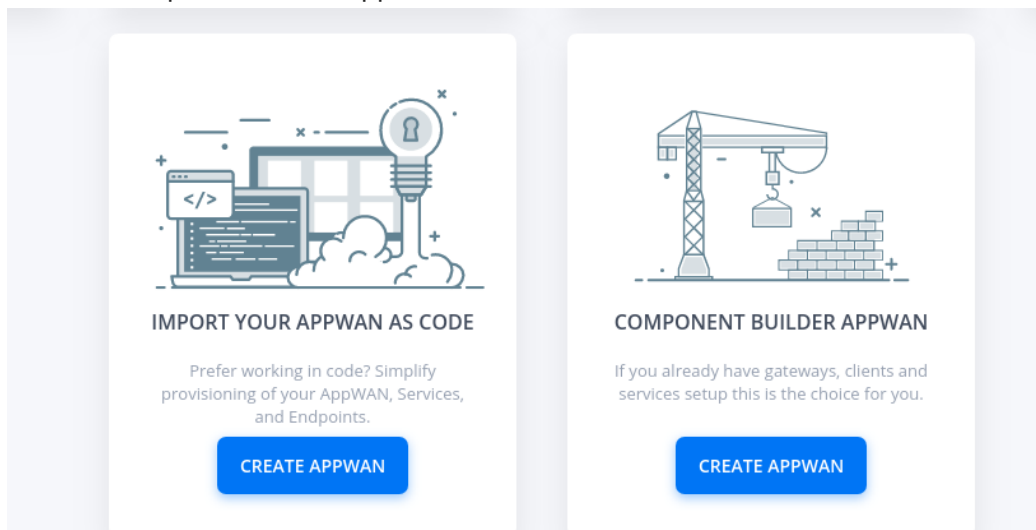 </>
IMPORT YOUR APPWAN AS CODE
Prefer working in code? Simplify
provisioning of your AppWAN, Services,
and Endpoints.
CREATE APPWAN
COMPONENT BUILDER APPWAN
If you already have gateways, clients and
services setup this is the choice for you.
CREATE APPWAN